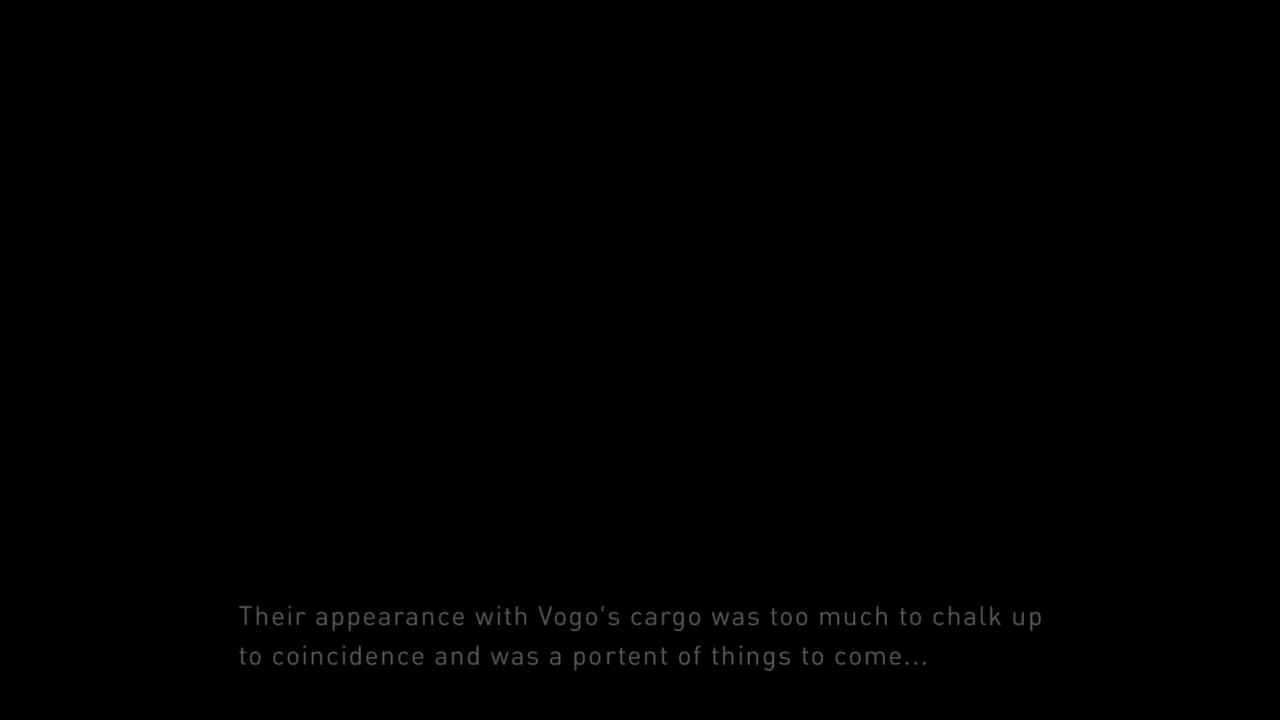 Their appearance with Vogo's cargo was too much to chalk up
to coincidence and was a portent of things to come...